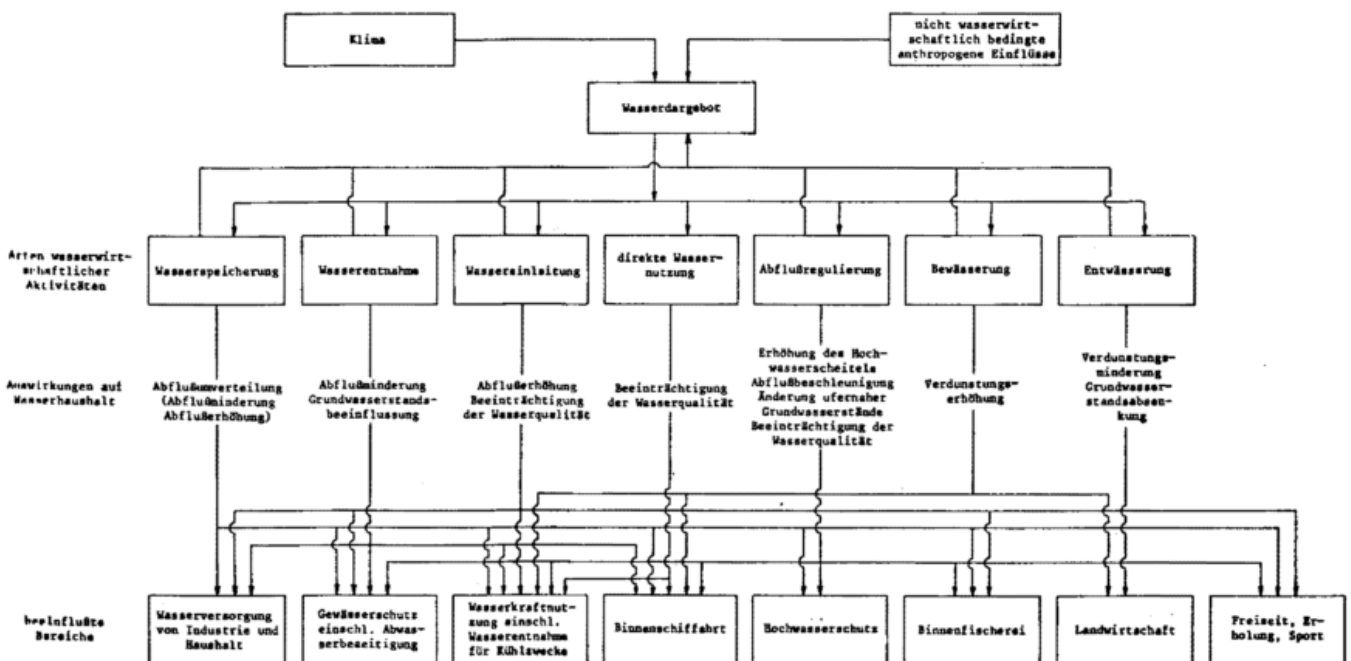 Klima
nicht wasserwirt-
schaftlich bedingte
anthropogene Einflüsse
Wasserdargebot
Arten wasserwirt-
schaftlicher
Aktivitäten
Wasserspeicherung
Wasserentnahme
Wassereinleitung
direkte Wasser-
nutzung
Abflußregulierung
Bewässerung
Entwässerung
Auswirkungen auf
Wasserhaushalt
Abflußumverteilung
(Abflußminderung
Abflußerhöhung)
Abflußminderung
Grundwasserstands-
beeinflussung
Abflußerhöhung
Beeinträchtigung
der Wasserqualität
Beeinträchtigung
der Wasserqualität
Erhöhung des Hoch-
wasserscheitels
Abflußbeschleunigung
Änderung ufernaher
Grundwasserstände
Beeinträchtigung der
Wasserqualität
Verdunstungs-
erhöhung
Verdunstungs-
minderung
Grundwasser-
standsabsen-
kung
beeinflußte
Bereiche
Wasserversorgung
von Industrie und
Haushalt
Gewässerschutz
einschl. Abwas-
serbeseitigung
Wasserkraftnut-
zung einschl.
Wasserentnahme
für Kühlzwecke
Binnenschiffahrt
Hochwasserschutz
Binnenfischerei
Landwirtschaft
Freizeit, Er-
holung, Sport